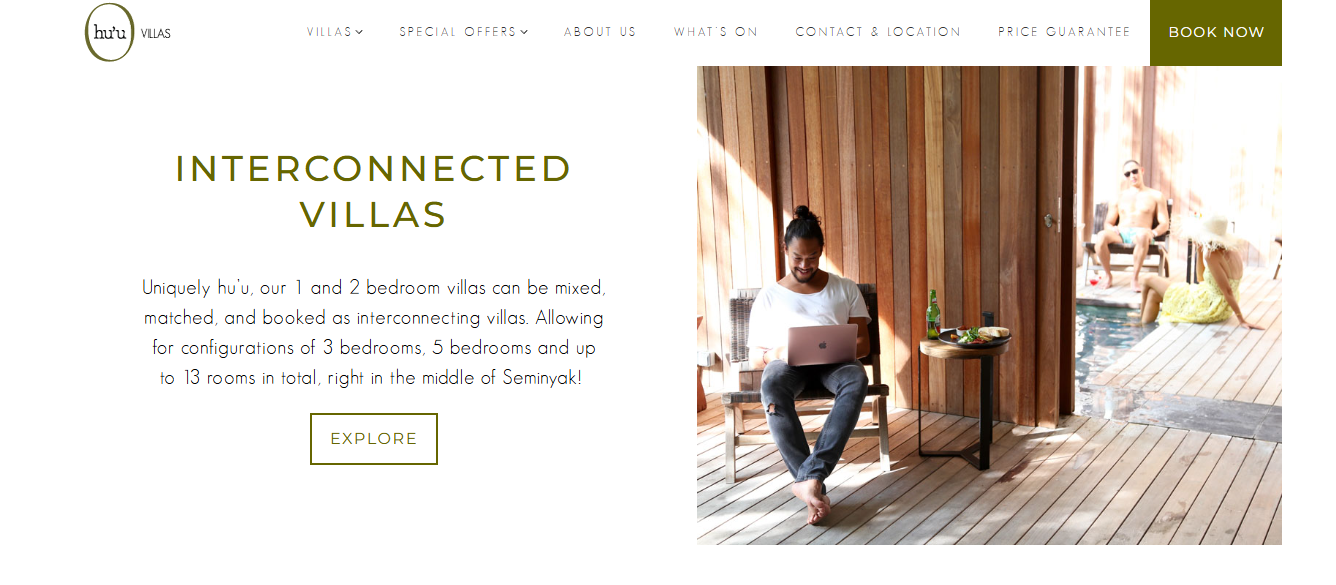 hu'u VILLAS
VILLAS
SPECIAL OFFERS
ABOUT US
WHAT'S ON
CONTACT & LOCATION
PRICE GUARANTEE
BOOK NOW
INTERCONNECTED
VILLAS
Uniquely hu'u, our 1 and 2 bedroom villas can be mixed,
matched, and booked as interconnecting villas. Allowing
for configurations of 3 bedrooms, 5 bedrooms and up
to 13 rooms in total, right in the middle of Seminyak!
EXPLORE